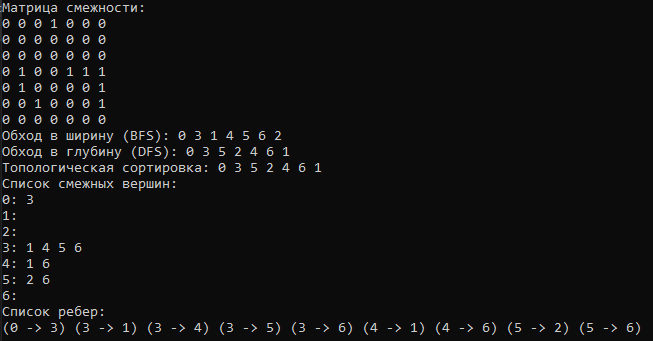 Матрица смежности:
0 0 0 1 0 0 0
0 0 0 0 0 0 0
0 0 0 0 0 0 0
0 1 0 0 1 1 1
0 1 0 0 0 0 1
0 0 1 0 0 0 1
0 0 0 0 0 0 0
Обход в ширину (BFS): 0 3 1 4 5 6 2
Обход в глубину (DFS): 0 3 5 2 4 6 1
Топологическая сортировка: 0 3 5 2 4 6 1
Список смежных вершин:
0: 3
1:
2:
3: 1 4 5 6
4: 1 6
5: 2 6
6:
Список ребер:
(0 -> 3) (3 -> 1) (3 -> 4) (3 -> 5) (3 -> 6) (4 -> 1) (4 -> 6) (5 -> 2) (5 -> 6)